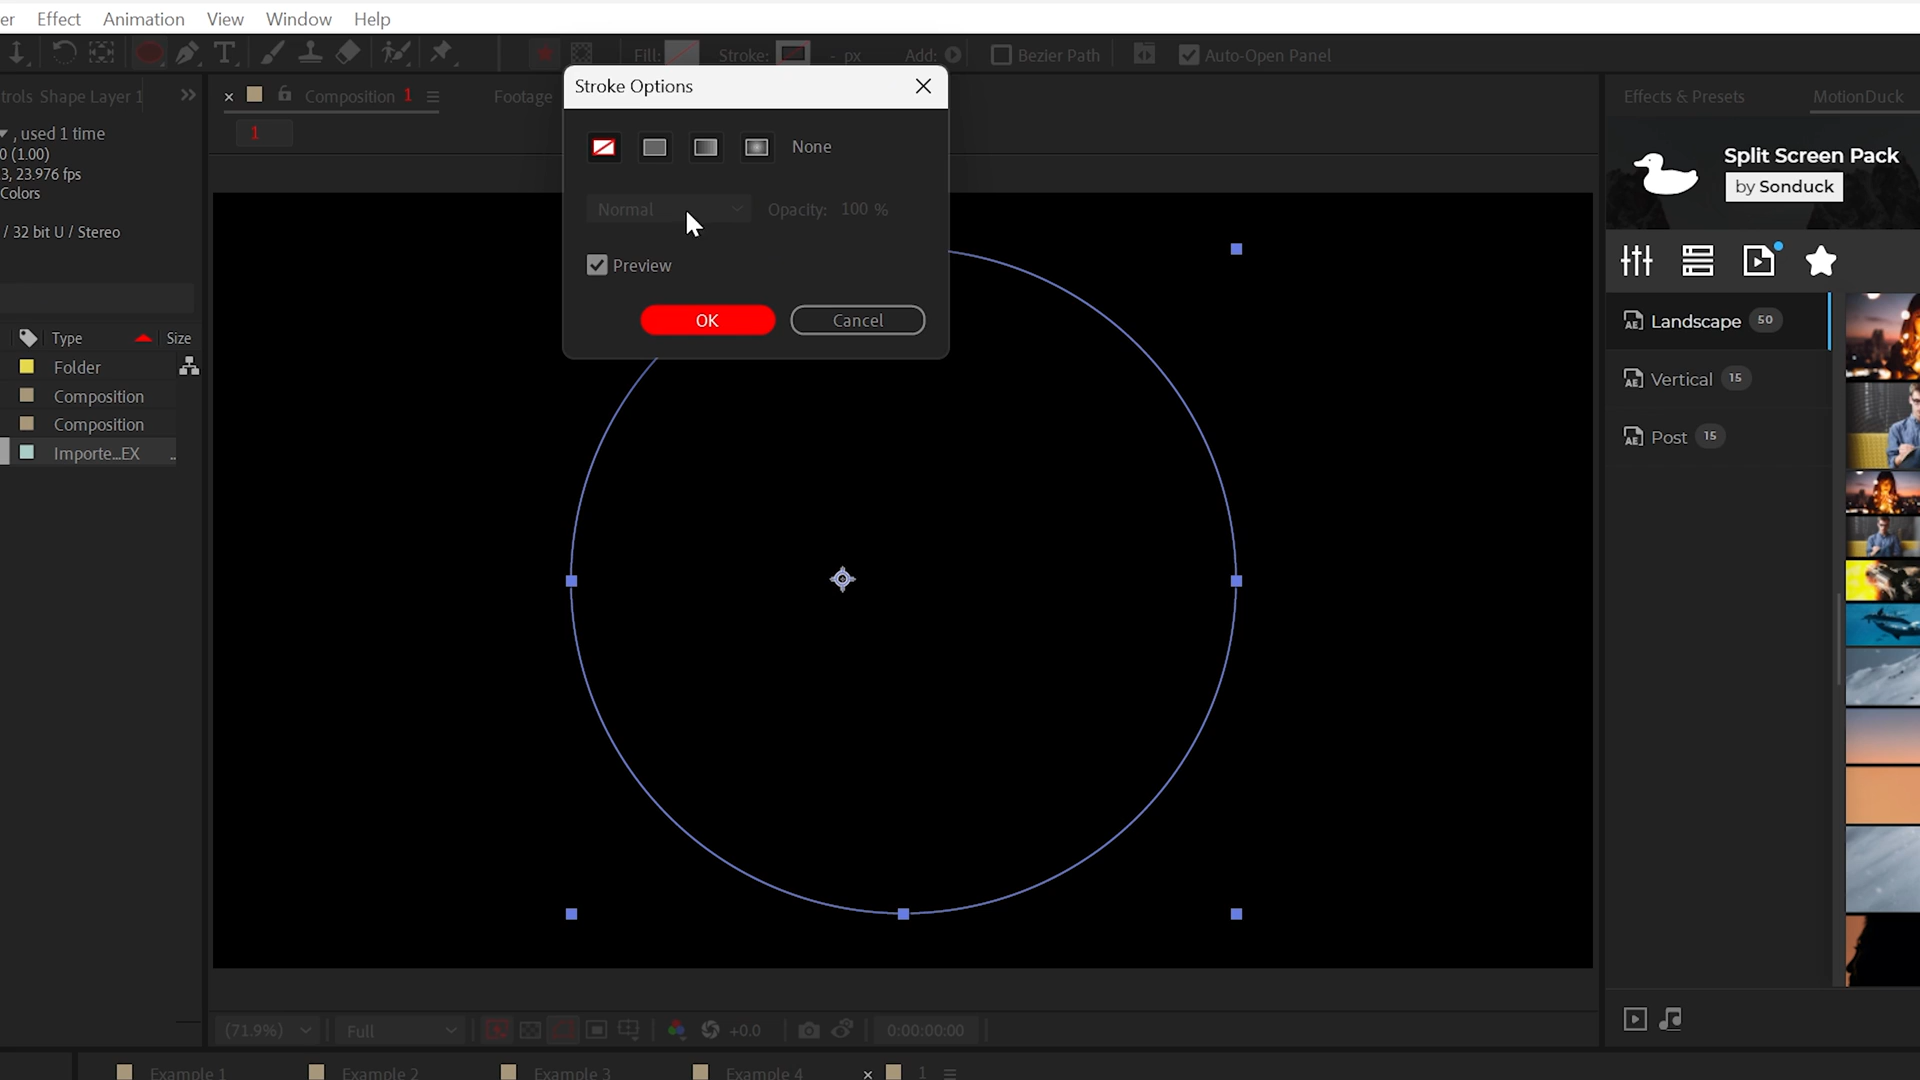 er Effect Animation View Window Help
Fill: Stroke: - px Add: Bezier Path Auto-Open Panel
trols Shape Layer 1
Composition 1
Footage
1
, used 1 time
0 (1.00)
3, 23.976 fps
Colors
/ 32 bit U / Stereo
Type Size
Folder
Composition
Composition
Importe...EX ..
Stroke Options
None
Normal Opacity: 100 %
Preview
OK Cancel
Effects & Presets MotionDuck
Split Screen Pack
by Sonduck
Landscape 50
Vertical 15
Post 15
(71.9%) Full +0.0 0:00:00:00
Example 1 Example 2 Example 3 Example 4 1